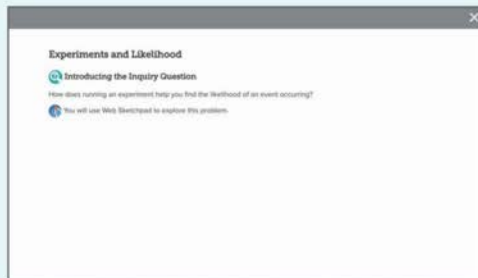 Experiments and Likelihood
Introducing the Inquiry Question
How does running an experiment help you find the likelihood of an event occurring?
You will use Web Sketchpad to explore this problem.